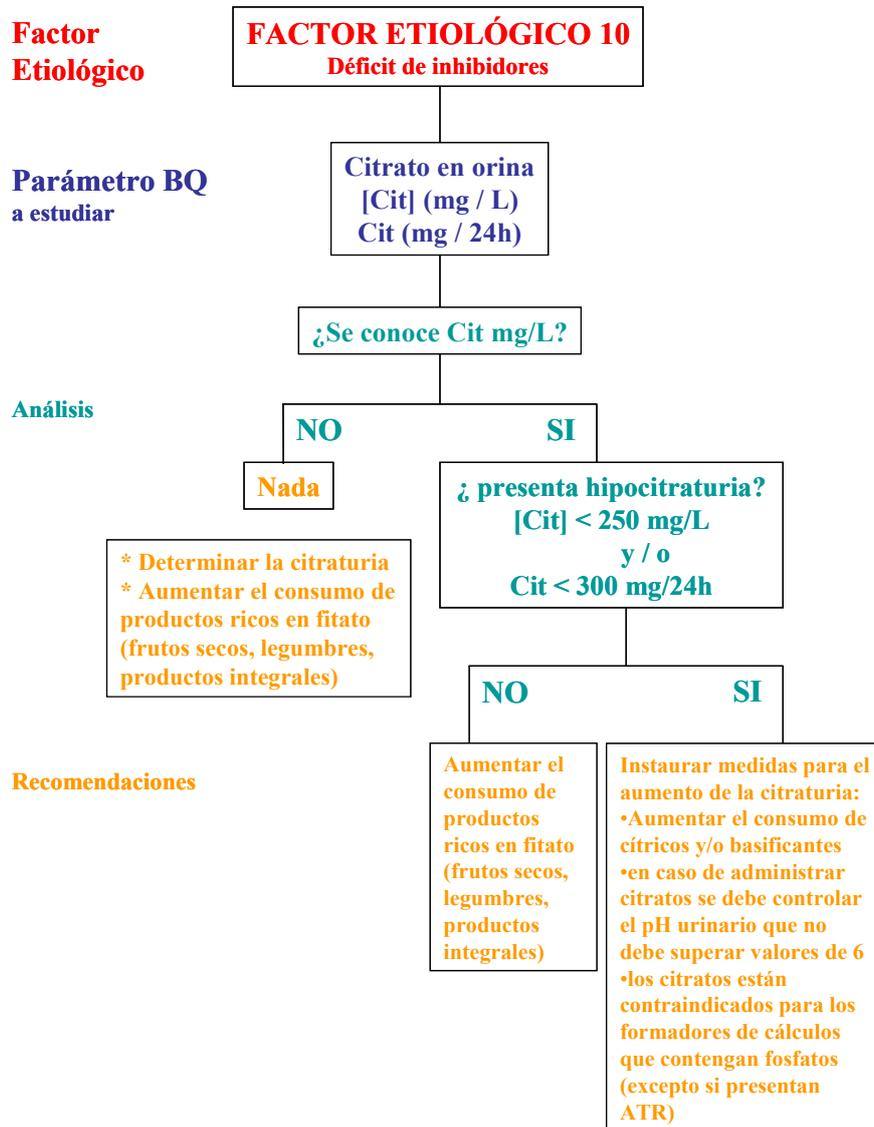 Factor
Etiológico
FACTOR ETIOLÓGICO 10
Déficit de inhibidores
Parámetro BQ
a estudiar
Citrato en orina
[Cit] (mg / L)
Cit (mg / 24h)
¿Se conoce Cit mg/L?
Análisis
NO
SI
Nada
* Determinar la citraturia
* Aumentar el consumo de
productos ricos en fitato
(frutos secos, legumbres,
productos integrales)
¿ presenta hipocitraturia?
[Cit] < 250 mg/L
y / o
Cit < 300 mg/24h
NO
SI
Recomendaciones
Aumentar el
consumo de
productos
ricos en fitato
(frutos secos,
legumbres,
productos
integrales)
Instaurar medidas para el
aumento de la citraturia:
•Aumentar el consumo de
cítricos y/o basificantes
•en caso de administrar
citratos se debe controlar
el pH urinario que no
debe superar valores de 6
•los citratos están
contraindicados para los
formadores de cálculos
que contengan fosfatos
(excepto si presentan
ATR)